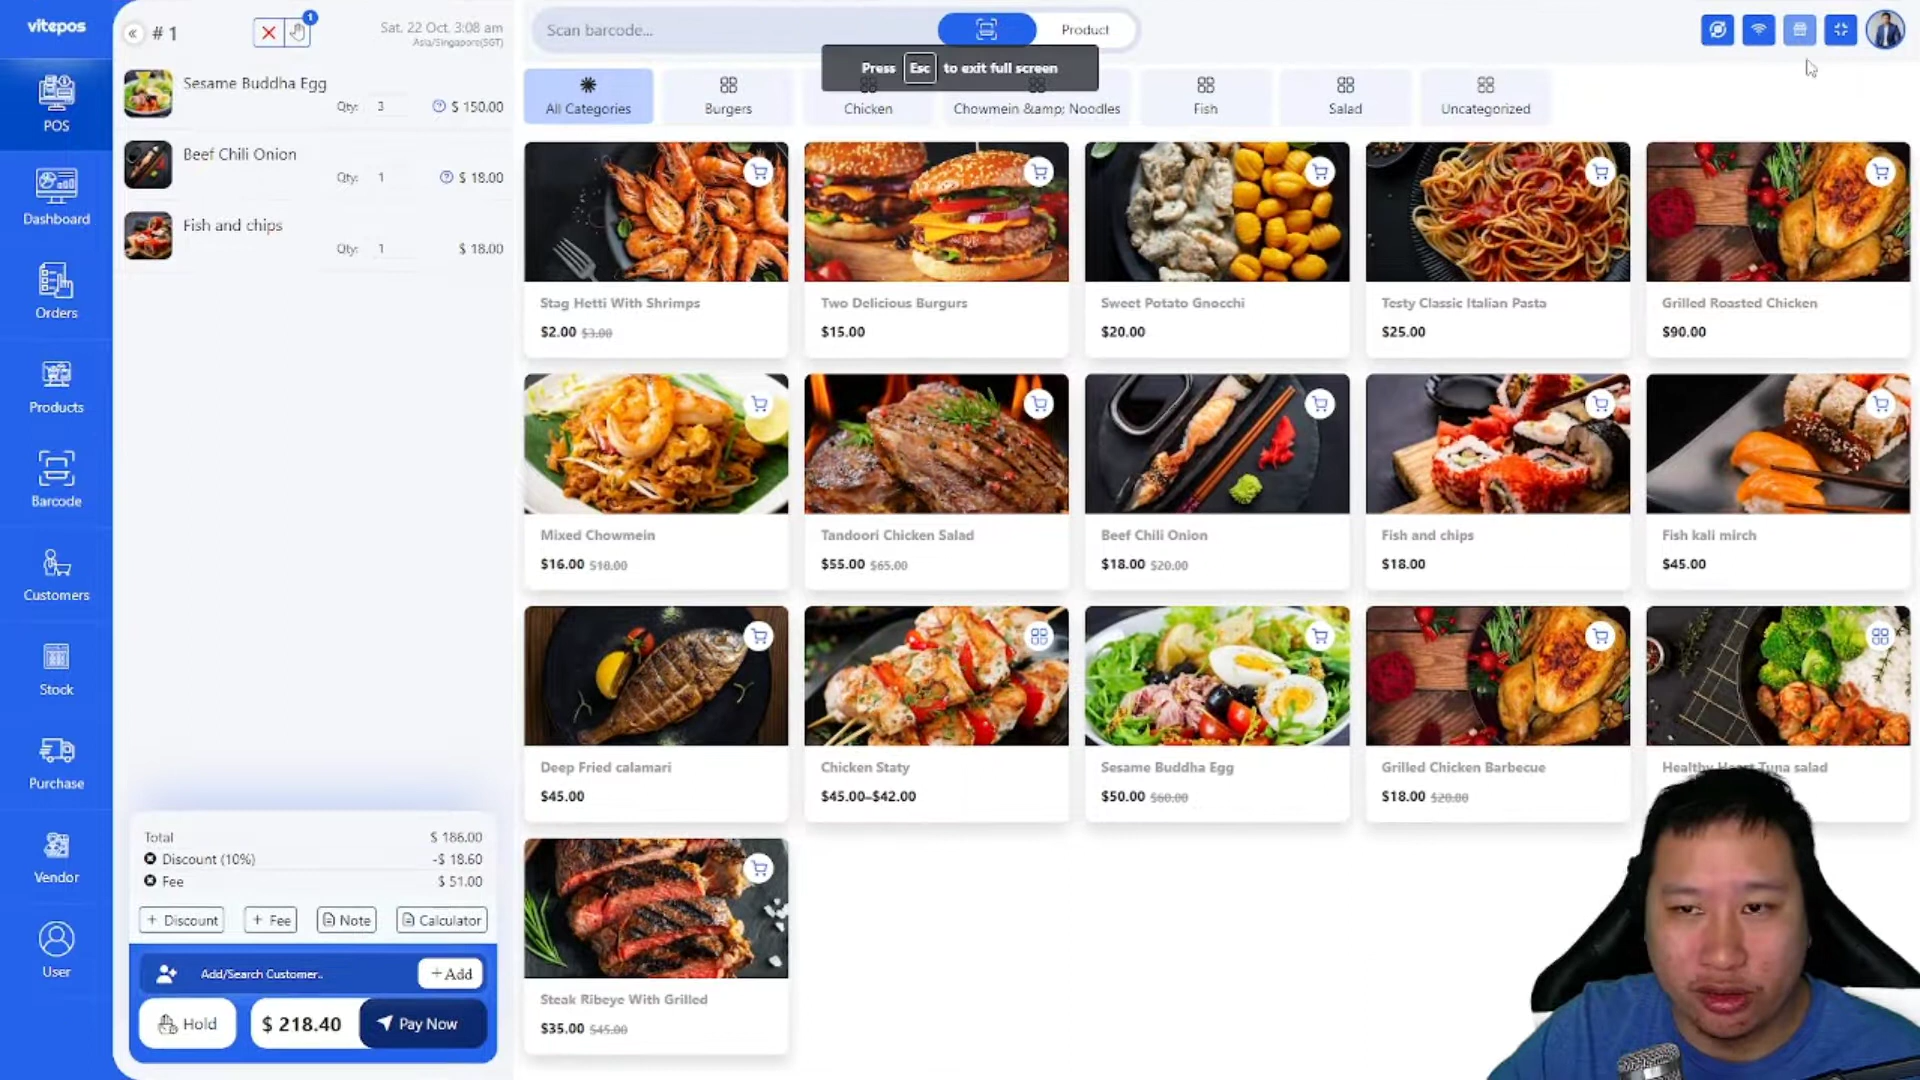 vitepos
POS
Dashboard
Orders
Products
Barcode
Customers
Stock
Purchase
Vendor
User
# 1
1
Sat, 22 Oct, 3:08 am
Asia/Singapore(SGT)
Sesame Buddha Egg
Qty: 3 $ 150.00
Beef Chili Onion
Qty: 1 $ 18.00
Fish and chips
Qty: 1 $ 18.00
Total $ 186.00
Discount (10%) -$ 18.60
Fee $ 51.00
+ Discount + Fee Note Calculator
Add/Search Customer.. +Add
Hold $ 218.40 Pay Now
Scan barcode... Product
Press Esc to exit full screen
All Categories Burgers Chicken Chowmein &amp; Noodles Fish Salad Uncategorized
Stag Hetti With Shrimps
$2.00 $3.00
Two Delicious Burgurs
$15.00
Sweet Potato Gnocchi
$20.00
Testy Classic Italian Pasta
$25.00
Grilled Roasted Chicken
$90.00
Mixed Chowmein
$16.00 $18.00
Tandoori Chicken Salad
$55.00 $65.00
Beef Chili Onion
$18.00 $20.00
Fish and chips
$18.00
Fish kali mirch
$45.00
Deep Fried calamari
$45.00
Chicken Staty
$45.00–$42.00
Sesame Buddha Egg
$50.00 $60.00
Grilled Chicken Barbecue
$18.00 $20.00
Healthy Heart Tuna salad
Steak Ribeye With Grilled
$35.00 $45.00